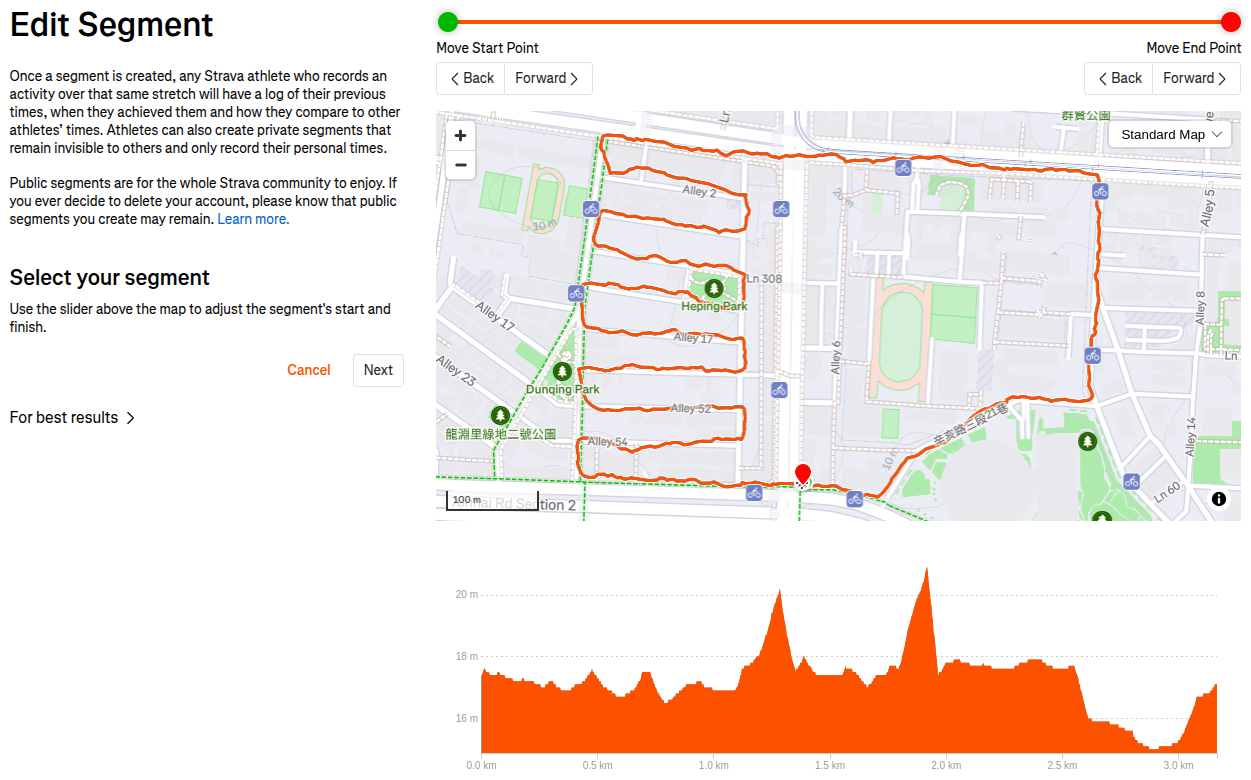 Edit Segment
Once a segment is created, any Strava athlete who records an
activity over that same stretch will have a log of their previous
times, when they achieved them and how they compare to other
athletes' times. Athletes can also create private segments that
remain invisible to others and only record their personal times.
Public segments are for the whole Strava community to enjoy. If
you ever decide to delete your account, please know that public
segments you create may remain. Learn more.
Select your segment
Use the slider above the map to adjust the segment's start and
finish.
Cancel
Next
For best results
Move Start Point
Move End Point
Back
Forward
Back
Forward
+
−
Standard Map
群賢公園
Alley 2
20 m
10 m
Alley 5
Ln 308
Heping Park
Alley 8
Alley 17
Alley 17
Alley 6
Ln
Alley 23
Dunqing Park
Alley 52
辛亥路三段21巷
龍淵里綠地二號公園
Alley 54
Alley 14
10 m
Ln 60
100 m
Xinhai Rd Section 2
20 m
18 m
16 m
0.0 km
0.5 km
1.0 km
1.5 km
2.0 km
2.5 km
3.0 km